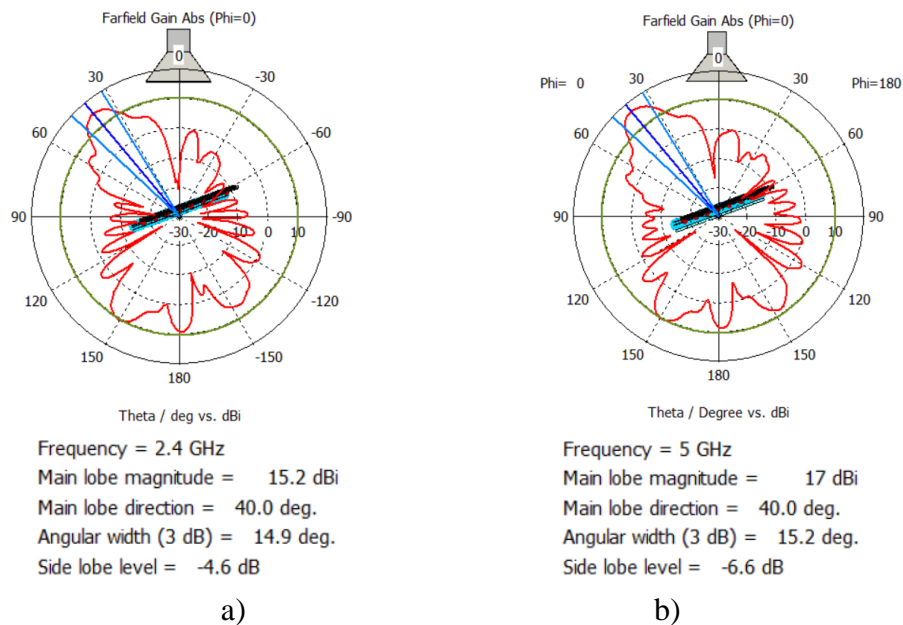 Farfield Gain Abs (Phi=0)
0
30
-30
60
-60
90
-30
-20
-10
0
10
-90
120
-120
150
-150
180
Theta / deg vs. dBi
Frequency = 2.4 GHz
Main lobe magnitude = 15.2 dBi
Main lobe direction = 40.0 deg.
Angular width (3 dB) = 14.9 deg.
Side lobe level = -4.6 dB
a)
Farfield Gain Abs (Phi=0)
0
Phi= 0
30
30
Phi=180
60
60
90
-30
-20
-10
0
10
90
120
120
150
150
180
Theta / Degree vs. dBi
Frequency = 5 GHz
Main lobe magnitude = 17 dBi
Main lobe direction = 40.0 deg.
Angular width (3 dB) = 15.2 deg.
Side lobe level = -6.6 dB
b)